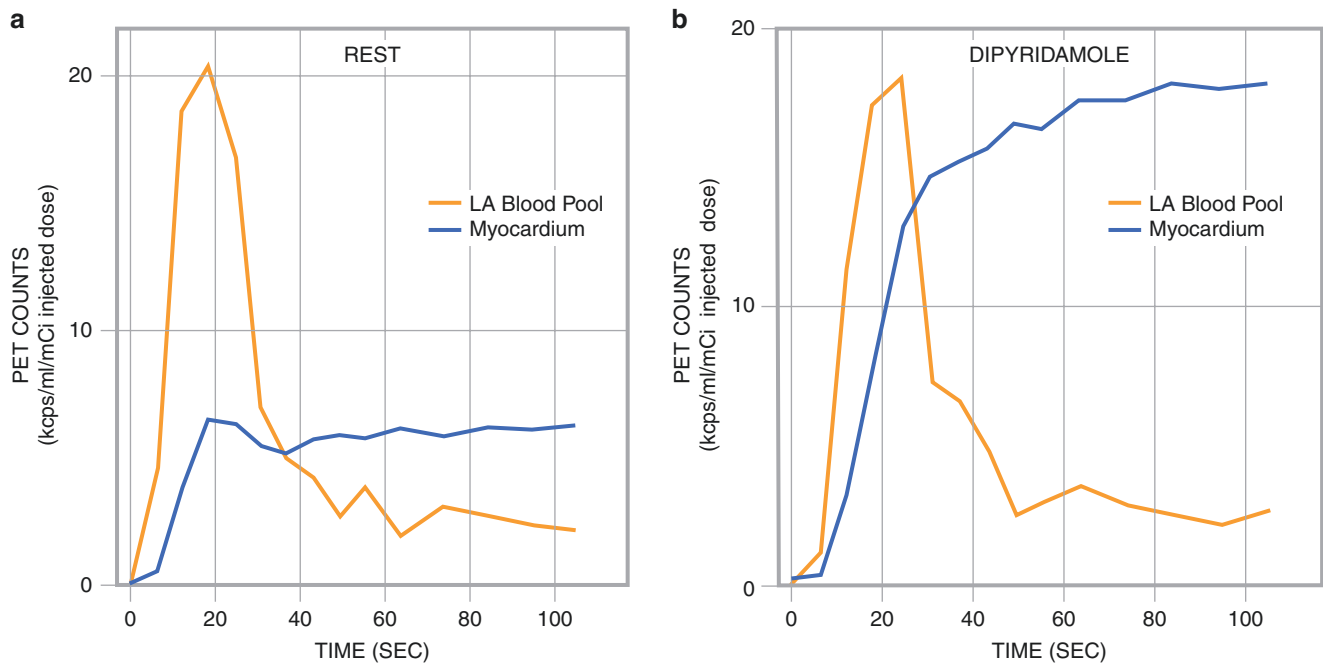 a
REST
20
10
0
PET COUNTS
(kcps/ml/mCi injected dose)
LA Blood Pool
Myocardium
0 20 40 60 80 100
TIME (SEC)
b
DIPYRIDAMOLE
20
10
0
PET COUNTS
(kcps/ml/mCi injected dose)
LA Blood Pool
Myocardium
0 20 40 60 80 100
TIME (SEC)